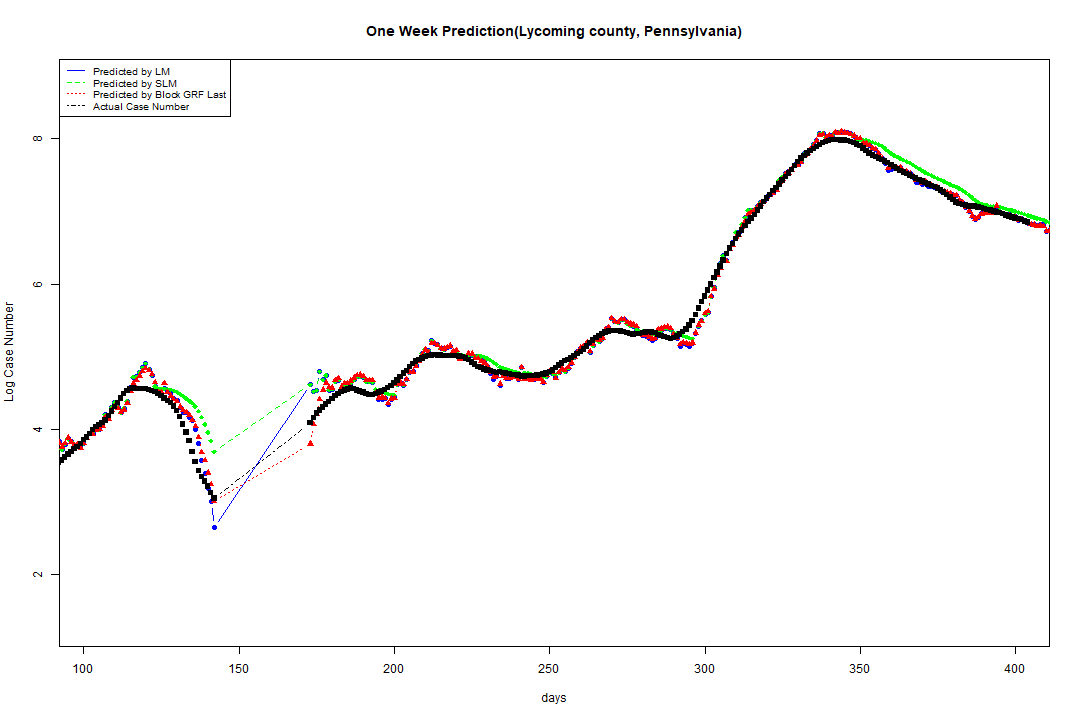 One Week Prediction(Lycoming county, Pennsylvania)
Predicted by LM
Predicted by SLM
Predicted by Block GRF Last
Actual Case Number
Log Case Number
8
6
4
2
100 150 200 250 300 350 400
days